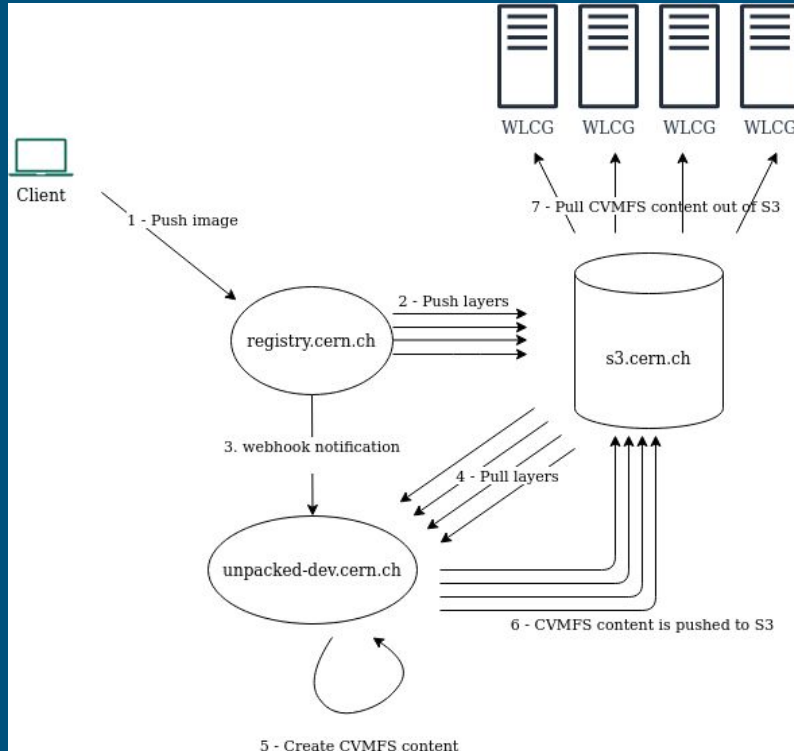 WLCG
WLCG
WLCG
WLCG
Client
1 - Push image
7 - Pull CVMFS content out of S3
2 - Push layers
registry.cern.ch
s3.cern.ch
3. webhook notification
4 - Pull layers
unpacked-dev.cern.ch
6 - CVMFS content is pushed to S3
5 - Create CVMFS content